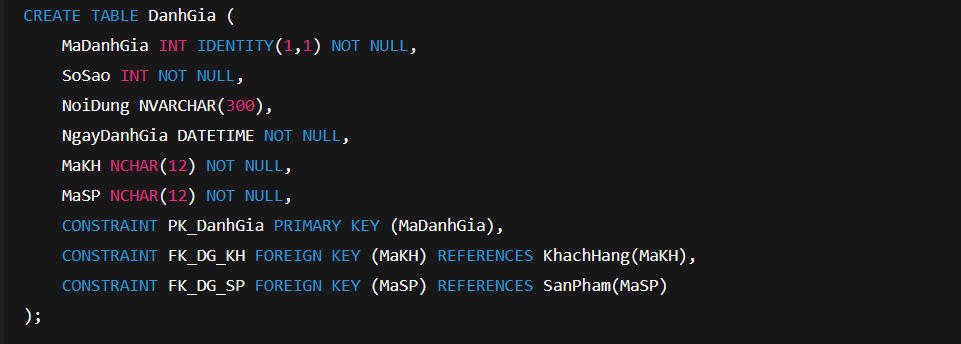 CREATE TABLE DanhGia (
    MaDanhGia INT IDENTITY(1,1) NOT NULL,
    SoSao INT NOT NULL,
    NoiDung NVARCHAR(300),
    NgayDanhGia DATETIME NOT NULL,
    MaKH NCHAR(12) NOT NULL,
    MaSP NCHAR(12) NOT NULL,
    CONSTRAINT PK_DanhGia PRIMARY KEY (MaDanhGia),
    CONSTRAINT FK_DG_KH FOREIGN KEY (MaKH) REFERENCES KhachHang(MaKH),
    CONSTRAINT FK_DG_SP FOREIGN KEY (MaSP) REFERENCES SanPham(MaSP)
);